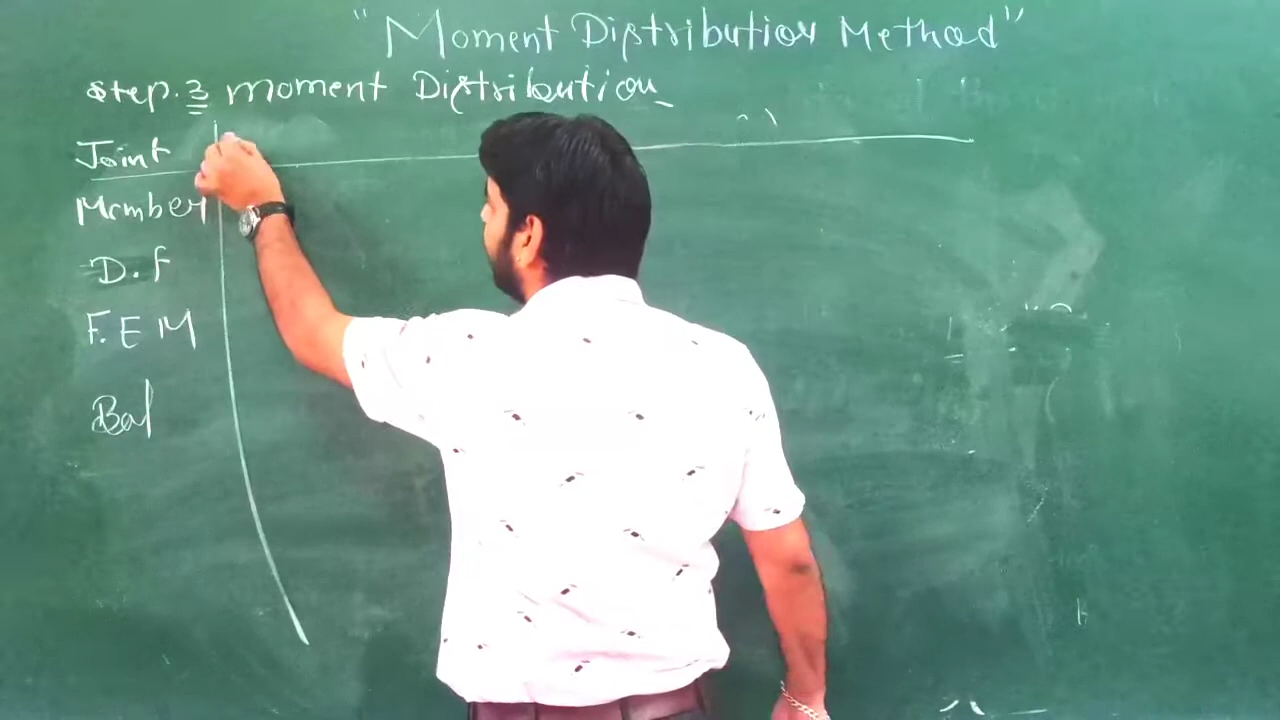 "Moment Distribution Method"
Step.3 moment Distribution
Joint
Member
D.F
F.E M
Bal